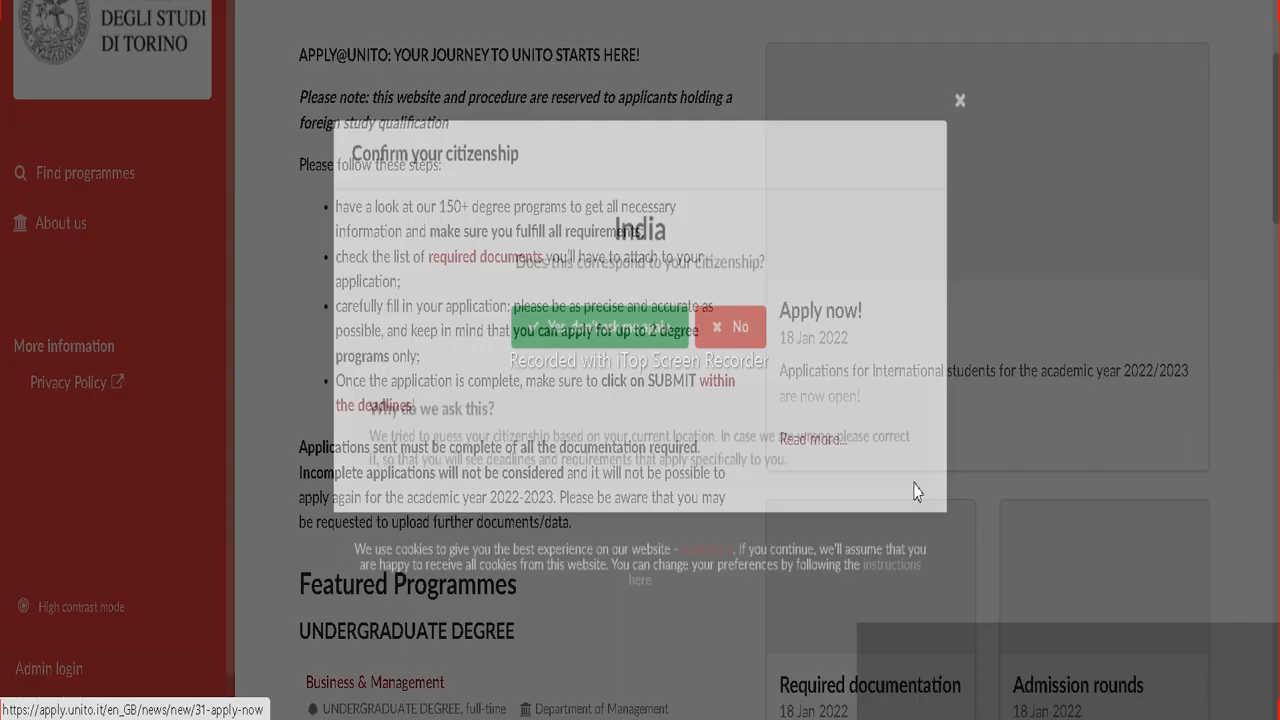 DEGLI STUDI
DI TORINO
Find programmes
About us
More information
Privacy Policy
High contrast mode
Admin login
https://apply.unito.it/en_GB/news/new/31-apply-now
APPLY@UNITO: YOUR JOURNEY TO UNITO STARTS HERE!
Please note: this website and procedure are reserved to applicants holding a
foreign study qualification
Please follow these steps:
have a look at our 150+ degree programs to get all necessary
information and make sure you fulfill all requirements;
check the list of required documents you'll have to attach to your
application;
carefully fill in your application: please be as precise and accurate as
possible, and keep in mind that you can apply for up to 2 degree
programs only;
Once the application is complete, make sure to click on SUBMIT within
the deadlines!
Applications sent must be complete of all the documentation required.
Incomplete applications will not be considered and it will not be possible to
apply again for the academic year 2022-2023. Please be aware that you may
be requested to upload further documents/data.
Featured Programmes
UNDERGRADUATE DEGREE
Business & Management
UNDERGRADUATE DEGREE, full-time Department of Management
Confirm your citizenship
India
Does this correspond to your citizenship?
Yes, don't ask me again
No
Recorded with iTop Screen Recorder
Why do we ask this?
We tried to guess your citizenship based on your current location. In case we are wrong, please correct
it, so that you will see deadlines and requirements that apply specifically to you.
We use cookies to give you the best experience on our website - . If you continue, we'll assume that you
are happy to receive all cookies from this website. You can change your preferences by following the instructions
here
Apply now!
18 Jan 2022
Applications for International students for the academic year 2022/2023
are now open!
Read more...
Required documentation
18 Jan 2022
Admission rounds
18 Jan 2022